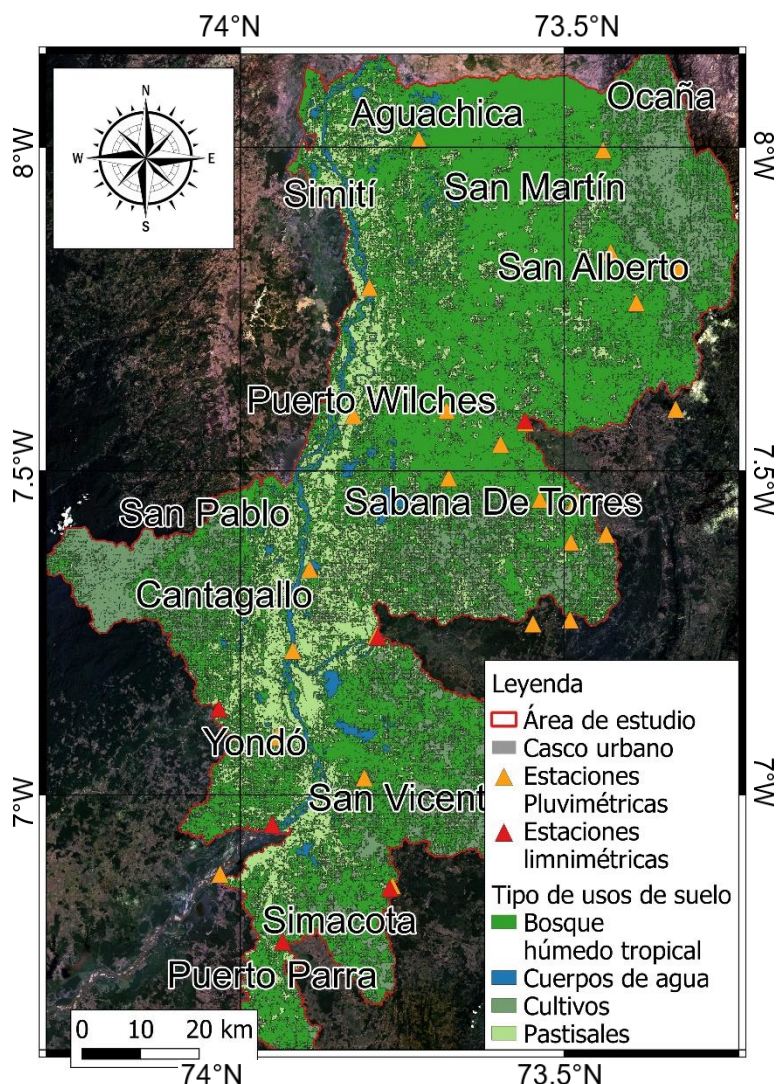 74°N 73.5°N
N
W E
S
Aguachica
Ocaña
8°W 8°W
Simití
San Martín
San Alberto
Puerto Wilches
7.5°W 7.5°W
San Pablo
Sabana De Torres
Cantagallo
Yondó
7°W 7°W
San Vicent
Simacota
Puerto Parra
Leyenda
Área de estudio
Casco urbano
Estaciones
Pluvimétricas
Estaciones
limnimétricas
Tipo de usos de suelo
Bosque
húmedo tropical
Cuerpos de agua
Cultivos
Pastisales
0 10 20 km
74°N 73.5°N